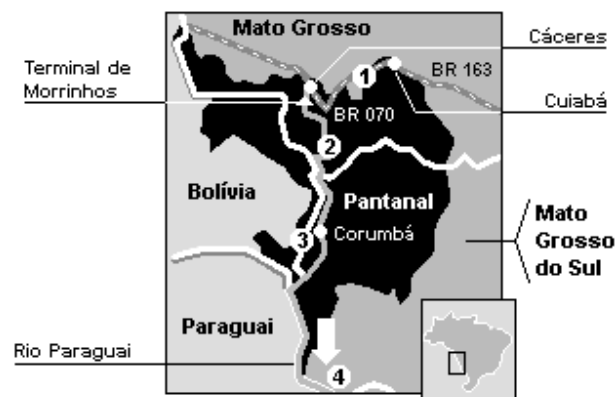 Mato Grosso
Cáceres
Terminal de
Morrinhos
1
BR 163
Cuiabá
BR 070
2
Bolívia
Pantanal
3
Corumbá
Mato
Grosso
do Sul
Paraguai
Rio Paraguai
4